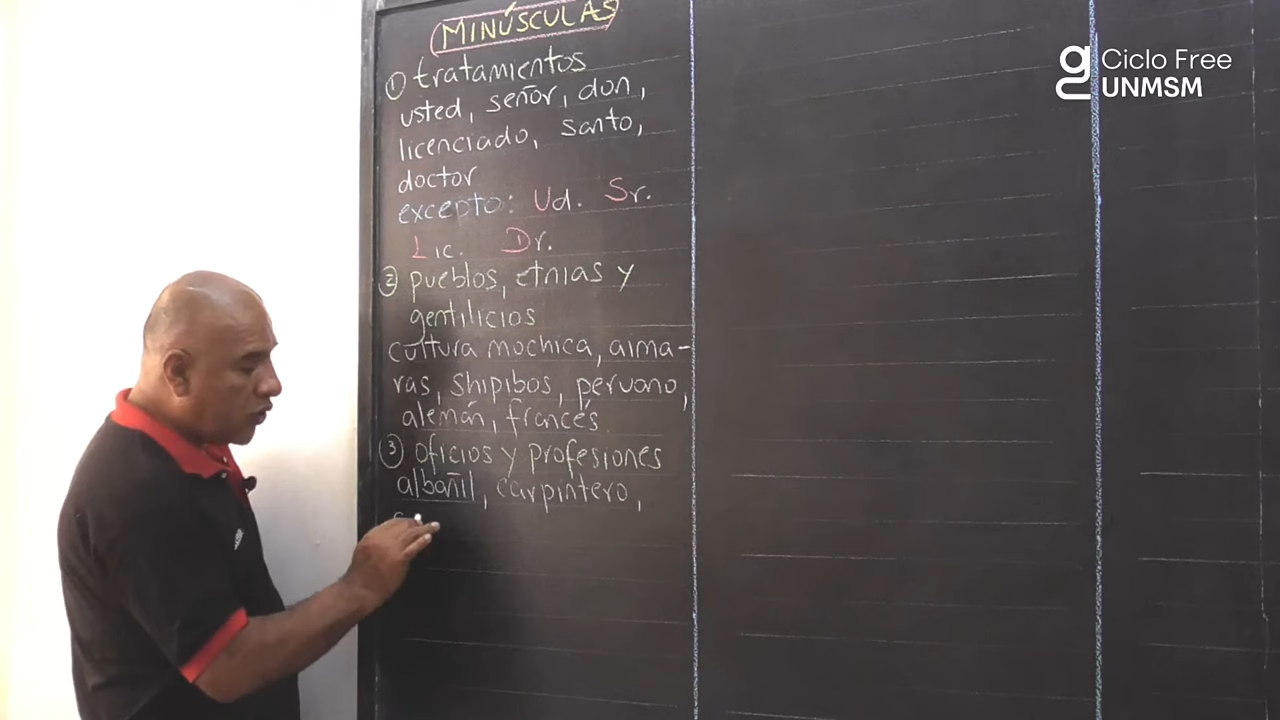 MINÚSCULAS
① tratamientos
usted, señor, don,
licenciado, santo,
doctor
excepto: Ud. Sr.
Lic. Dr.
② pueblos, etnias y
gentilicios
cultura mochica, aima-
ras, shipibos, peruano,
alemán, francés
③ oficios y profesiones
albañil, carpintero,
Ciclo Free
UNMSM